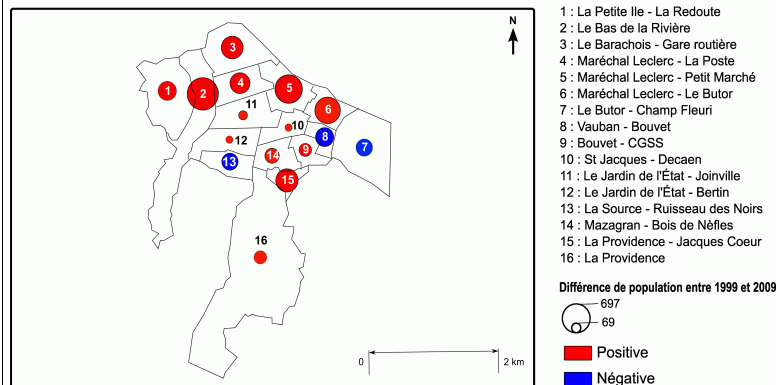 N
1 : La Petite Ile - La Redoute
2 : Le Bas de la Rivière
3 : Le Barachois - Gare routière
4 : Maréchal Leclerc - La Poste
5 : Maréchal Leclerc - Petit Marché
6 : Maréchal Leclerc - Le Butor
7 : Le Butor - Champ Fleuri
8 : Vauban - Bouvet
9 : Bouvet - CGSS
10 : St Jacques - Decaen
11 : Le Jardin de l'État - Joinville
12 : Le Jardin de l'État - Bertin
13 : La Source - Ruisseau des Noirs
14 : Mazagran - Bois de Nèfles
15 : La Providence - Jacques Coeur
16 : La Providence
Différence de population entre 1999 et 2009
697
69
Positive
Négative
3
1
2
4
5
11
6
10
8
12
7
13
14
9
15
16
0
2 km